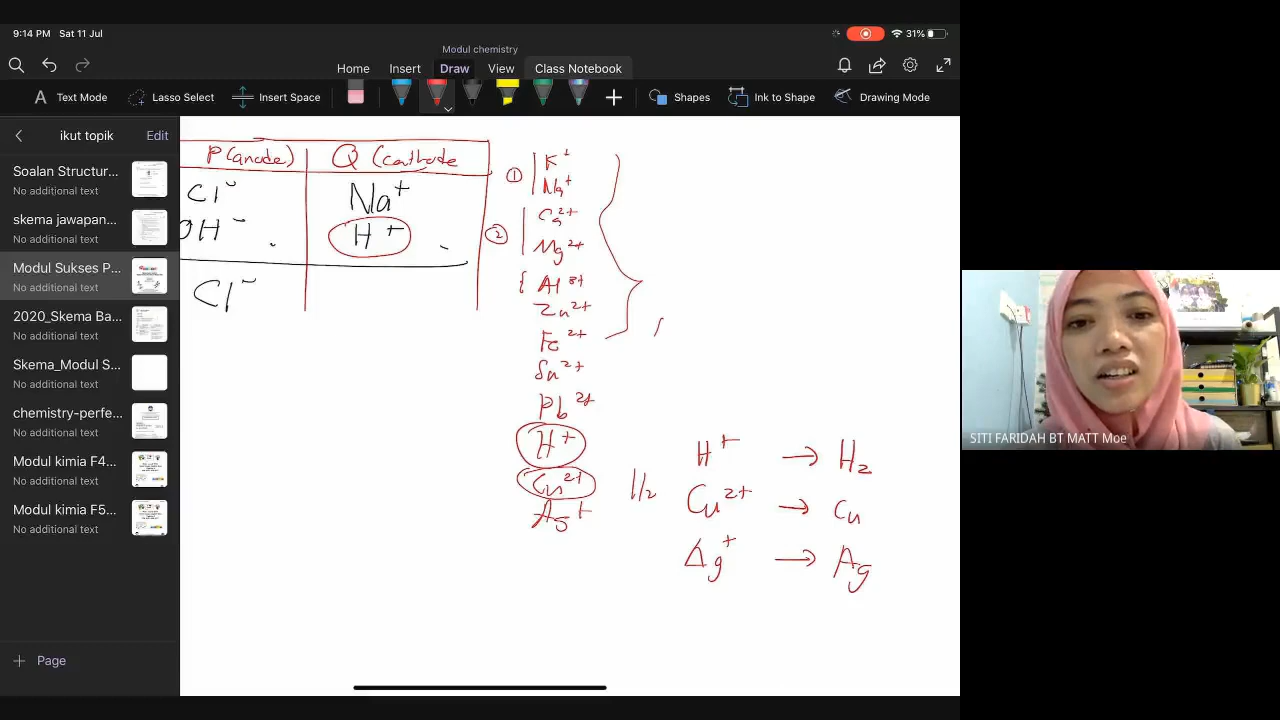 9:14 PM Sat 11 Jul
31%
Modul chemistry
Home Insert Draw View Class Notebook
Text Mode Lasso Select Insert Space Shapes Ink to Shape Drawing Mode
ikut topik Edit
Soalan Structur...
No additional text
skema jawapan...
No additional text
Modul Sukses P...
No additional text
2020_Skema Ba...
No additional text
Skema_Modul S...
No additional text
chemistry-perfe...
No additional text
Modul kimia F4...
No additional text
Modul kimia F5...
No additional text
Page
P (anode) Q (cathode
Cl⁻ Na⁺
OH⁻ H⁺
Cl⁻
① K⁺
Na⁺
② Ca²⁺
Mg²⁺
Al³⁺
Zn²⁺
Fe²⁺
Sn²⁺
Pb²⁺
H⁺
Cu²⁺
Ag⁺
H⁺ → H₂
Cu²⁺ → Cu
Ag⁺ → Ag
SITI FARIDAH BT MATT Moe